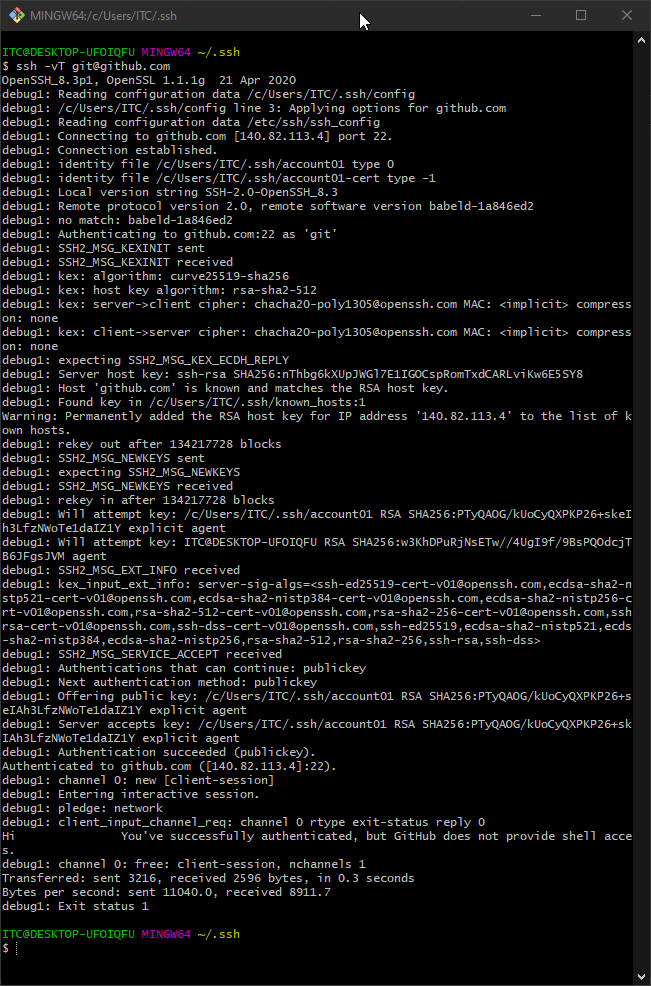 MINGW64:/c/Users/ITC/.ssh
ITC@DESKTOP-UFOIQFU MINGW64 ~/.ssh
$ ssh -vT git@github.com
OpenSSH_8.3p1, OpenSSL 1.1.1g  21 Apr 2020
debug1: Reading configuration data /c/Users/ITC/.ssh/config
debug1: /c/Users/ITC/.ssh/config line 3: Applying options for github.com
debug1: Reading configuration data /etc/ssh/ssh_config
debug1: Connecting to github.com [140.82.113.4] port 22.
debug1: Connection established.
debug1: identity file /c/Users/ITC/.ssh/account01 type 0
debug1: identity file /c/Users/ITC/.ssh/account01-cert type -1
debug1: Local version string SSH-2.0-OpenSSH_8.3
debug1: Remote protocol version 2.0, remote software version babeld-1a846ed2
debug1: no match: babeld-1a846ed2
debug1: Authenticating to github.com:22 as 'git'
debug1: SSH2_MSG_KEXINIT sent
debug1: SSH2_MSG_KEXINIT received
debug1: kex: algorithm: curve25519-sha256
debug1: kex: host key algorithm: rsa-sha2-512
debug1: kex: server->client cipher: chacha20-poly1305@openssh.com MAC: <implicit> compress
on: none
debug1: kex: client->server cipher: chacha20-poly1305@openssh.com MAC: <implicit> compress
on: none
debug1: expecting SSH2_MSG_KEX_ECDH_REPLY
debug1: Server host key: ssh-rsa SHA256:nThbg6kXUpJWGl7E1IGOCspRomTxdCARLviKw6E5SY8
debug1: Host 'github.com' is known and matches the RSA host key.
debug1: Found key in /c/Users/ITC/.ssh/known_hosts:1
Warning: Permanently added the RSA host key for IP address '140.82.113.4' to the list of k
own hosts.
debug1: rekey out after 134217728 blocks
debug1: SSH2_MSG_NEWKEYS sent
debug1: expecting SSH2_MSG_NEWKEYS
debug1: SSH2_MSG_NEWKEYS received
debug1: rekey in after 134217728 blocks
debug1: Will attempt key: /c/Users/ITC/.ssh/account01 RSA SHA256:PTyQAOG/kUoCyQXPKP26+skeI
h3LfzNWoTe1daIZ1Y explicit agent
debug1: Will attempt key: ITC@DESKTOP-UFOIQFU RSA SHA256:w3KhDPuRjNsETw//4UgI9f/9BsPQOdcjT
B6JFgsJVM agent
debug1: SSH2_MSG_EXT_INFO received
debug1: kex_input_ext_info: server-sig-algs=<ssh-ed25519-cert-v01@openssh.com,ecdsa-sha2-n
istp521-cert-v01@openssh.com,ecdsa-sha2-nistp384-cert-v01@openssh.com,ecdsa-sha2-nistp256-c
rt-v01@openssh.com,rsa-sha2-512-cert-v01@openssh.com,rsa-sha2-256-cert-v01@openssh.com,ssh
rsa-cert-v01@openssh.com,ssh-dss-cert-v01@openssh.com,ssh-ed25519,ecdsa-sha2-nistp521,ecds
-sha2-nistp384,ecdsa-sha2-nistp256,rsa-sha2-512,rsa-sha2-256,ssh-rsa,ssh-dss>
debug1: SSH2_MSG_SERVICE_ACCEPT received
debug1: Authentications that can continue: publickey
debug1: Next authentication method: publickey
debug1: Offering public key: /c/Users/ITC/.ssh/account01 RSA SHA256:PTyQAOG/kUoCyQXPKP26+s
eIAh3LfzNWoTe1daIZ1Y explicit agent
debug1: Server accepts key: /c/Users/ITC/.ssh/account01 RSA SHA256:PTyQAOG/kUoCyQXPKP26+sk
IAh3LfzNWoTe1daIZ1Y explicit agent
debug1: Authentication succeeded (publickey).
Authenticated to github.com ([140.82.113.4]:22).
debug1: channel 0: new [client-session]
debug1: Entering interactive session.
debug1: pledge: network
debug1: client_input_channel_req: channel 0 rtype exit-status reply 0
Hi               You've successfully authenticated, but GitHub does not provide shell acce
s.
debug1: channel 0: free: client-session, nchannels 1
Transferred: sent 3216, received 2596 bytes, in 0.3 seconds
Bytes per second: sent 11040.0, received 8911.7
debug1: Exit status 1
ITC@DESKTOP-UFOIQFU MINGW64 ~/.ssh
$